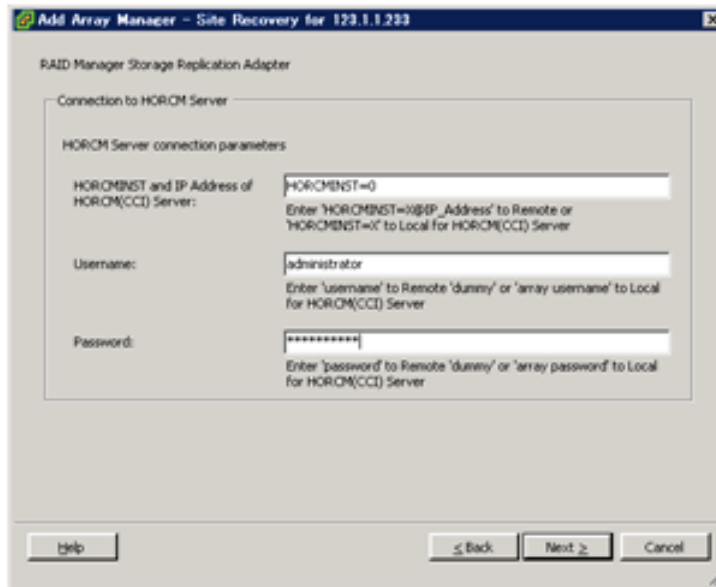 Add Array Manager - Site Recovery for 123.1.1.233
RAID Manager Storage Replication Adapter
Connection to HORCM Server
HORCM Server connection parameters
HORCMINST and IP Address of
HORCM(CCI) Server:
HORCMINST=0
Enter 'HORCMINST=X@IP_Address' to Remote or
'HORCMINST=X' to Local for HORCM(CCI) Server
Username:
administrator
Enter 'username' to Remote 'dummy' or 'array username' to Local
for HORCM(CCI) Server
Password:
**********
Enter 'password' to Remote 'dummy' or 'array password' to Local
for HORCM(CCI) Server
Help
< Back
Next >
Cancel